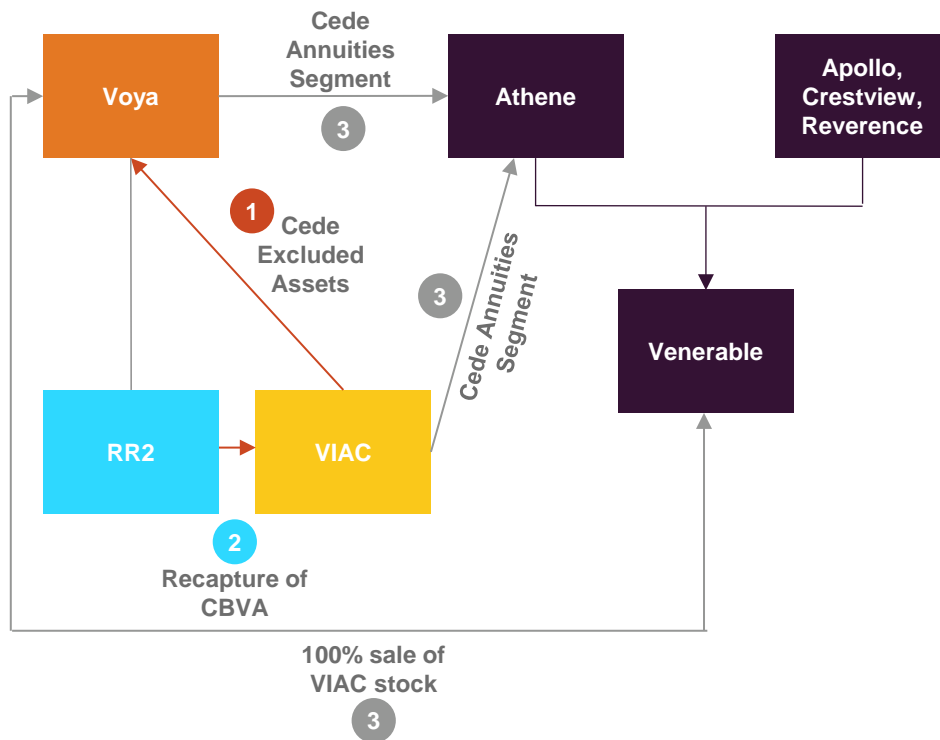 Cede
Annuities
Segment
Voya
3
Athene
Apollo,
Crestview,
Reverence
1
Cede
Excluded
Assets
3
Cede Annuities
Segment
Venerable
RR2
VIAC
2
Recapture of
CBVA
100% sale of
VIAC stock
3